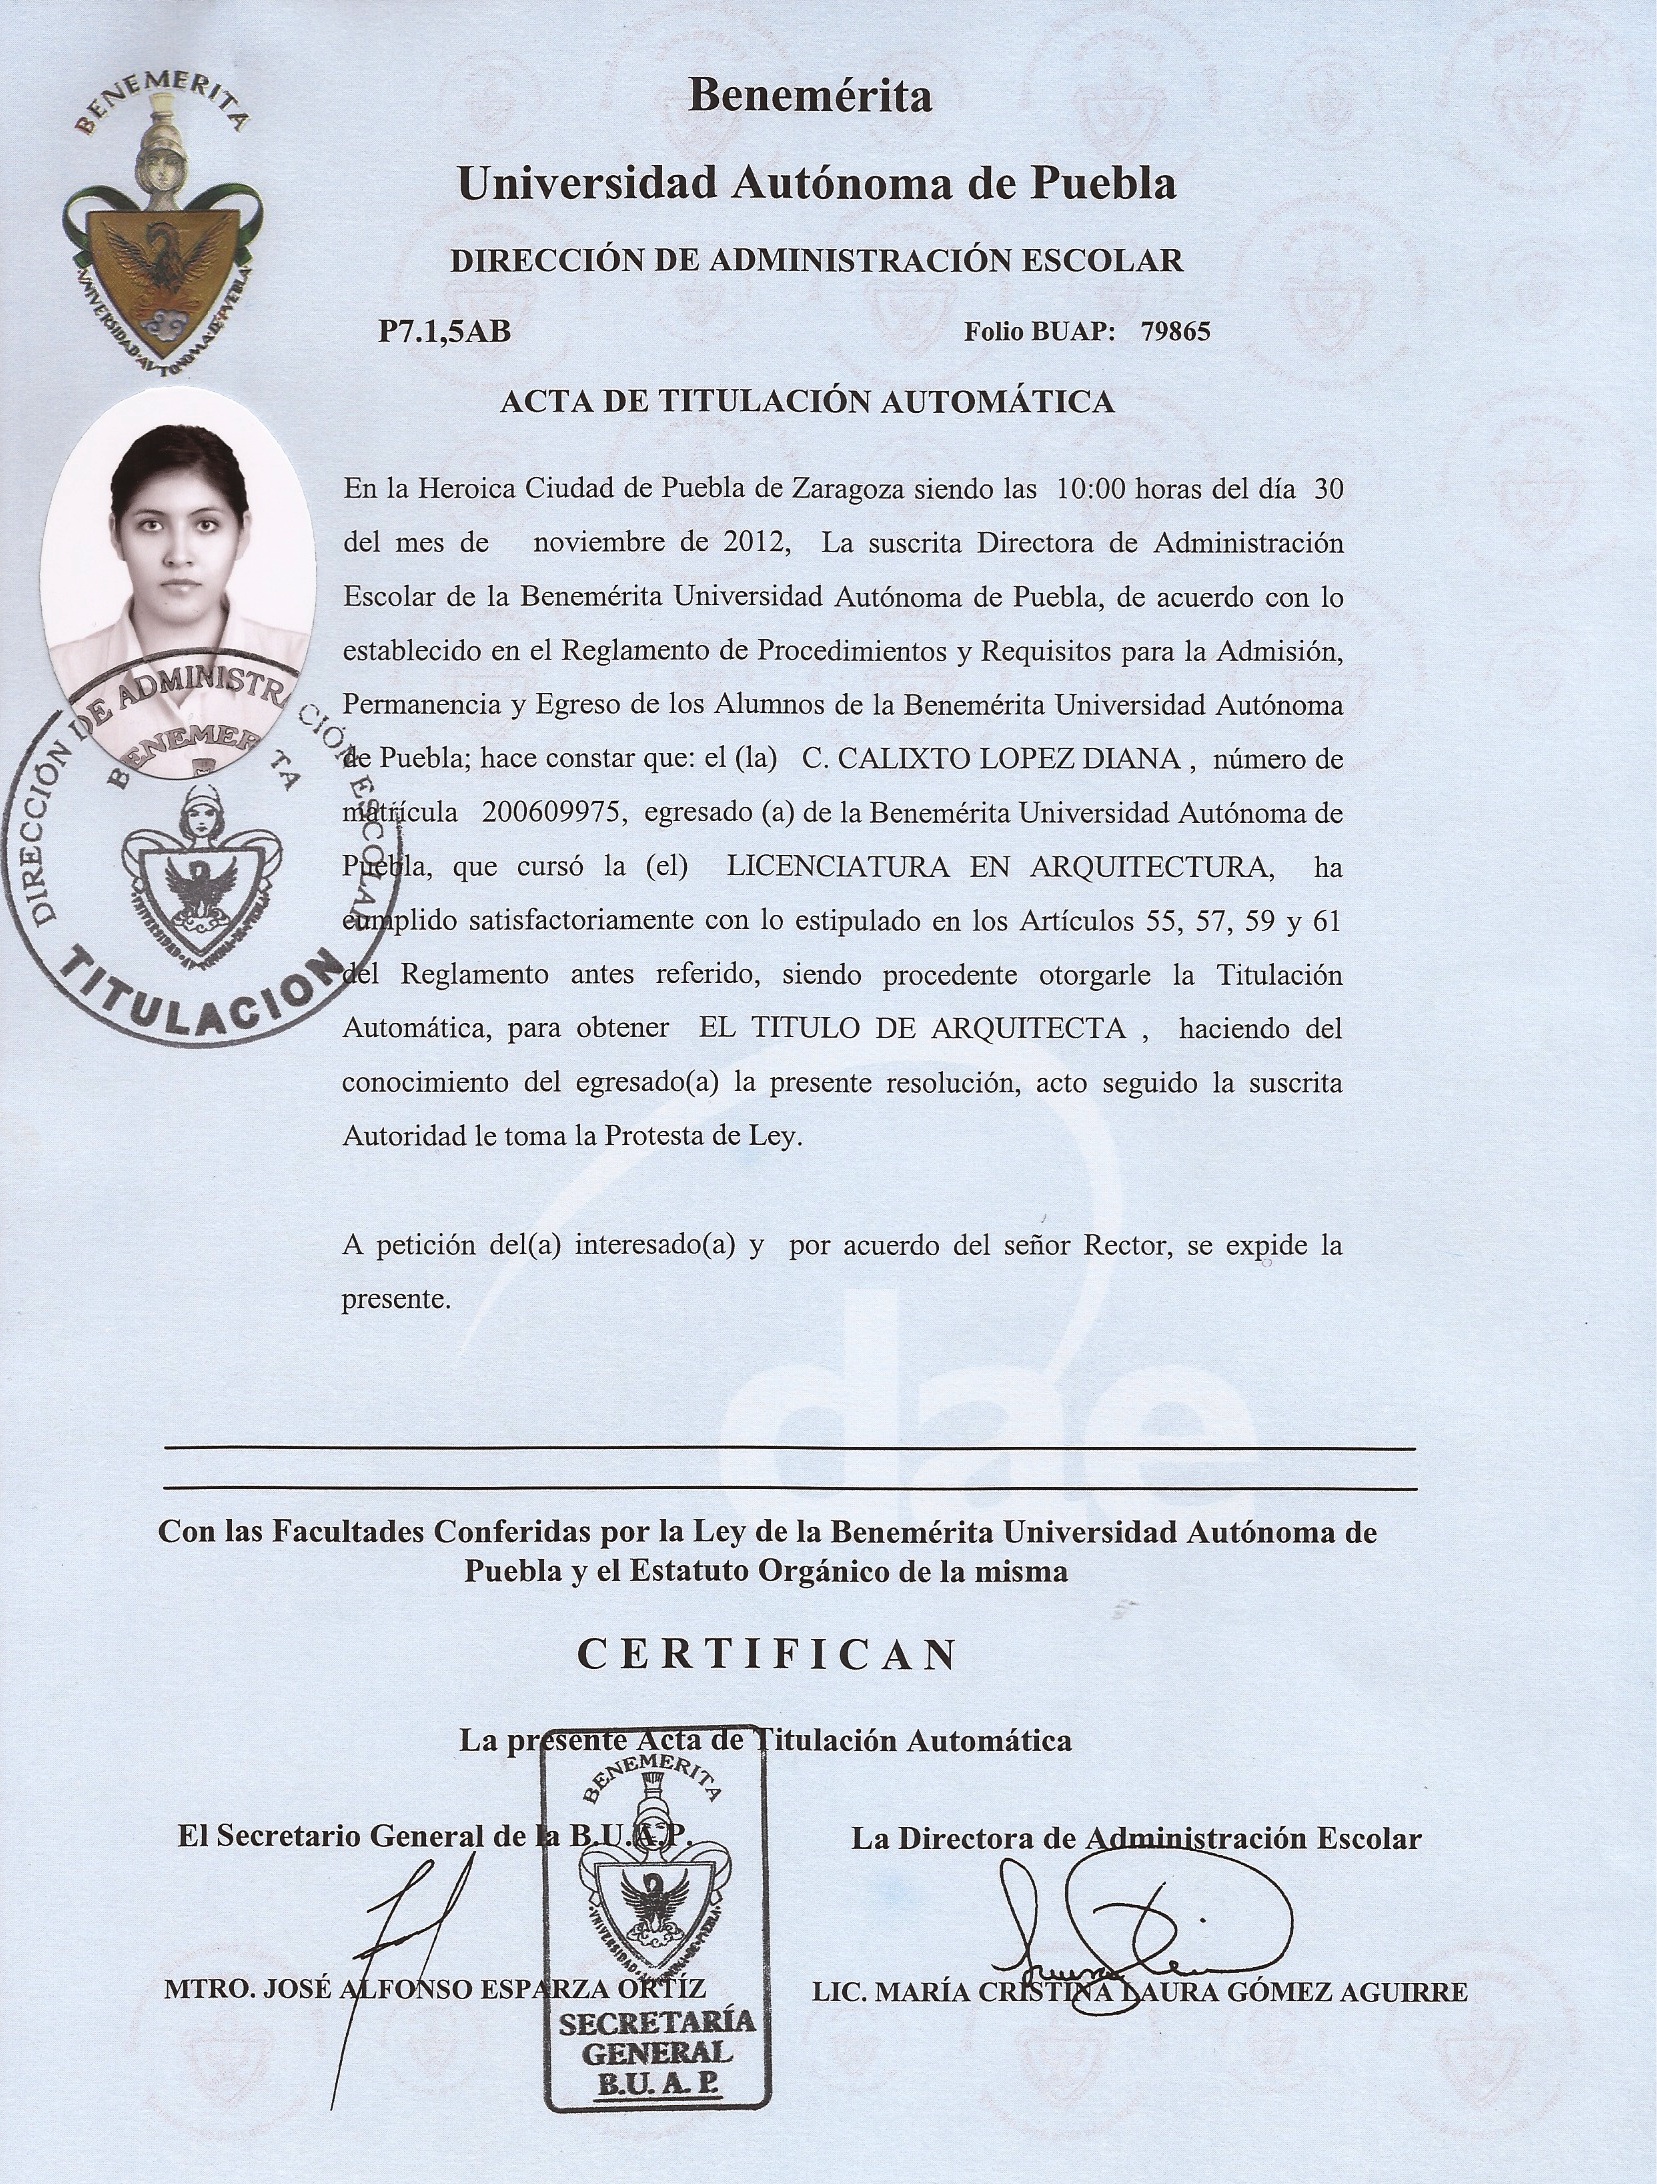 BENEMERITA
UNIVERSIDAD AUTONOMA DE PUEBLA
Benemérita
Universidad Autónoma de Puebla
DIRECCIÓN DE ADMINISTRACIÓN ESCOLAR
P7.1,5AB Folio BUAP: 79865
ACTA DE TITULACIÓN AUTOMÁTICA
En la Heroica Ciudad de Puebla de Zaragoza siendo las 10:00 horas del día 30
del mes de noviembre de 2012, La suscrita Directora de Administración
Escolar de la Benemérita Universidad Autónoma de Puebla, de acuerdo con lo
establecido en el Reglamento de Procedimientos y Requisitos para la Admisión,
Permanencia y Egreso de los Alumnos de la Benemérita Universidad Autónoma
de Puebla; hace constar que: el (la) C. CALIXTO LOPEZ DIANA , número de
matrícula 200609975, egresado (a) de la Benemérita Universidad Autónoma de
Puebla, que cursó la (el) LICENCIATURA EN ARQUITECTURA, ha
cumplido satisfactoriamente con lo estipulado en los Artículos 55, 57, 59 y 61
del Reglamento antes referido, siendo procedente otorgarle la Titulación
Automática, para obtener EL TITULO DE ARQUITECTA , haciendo del
conocimiento del egresado(a) la presente resolución, acto seguido la suscrita
Autoridad le toma la Protesta de Ley.
A petición del(a) interesado(a) y por acuerdo del señor Rector, se expide la
presente.
DIRECCIÓN DE ADMINISTRACIÓN ESCOLAR
BENEMERITA
UNIVERSIDAD AUTONOMA DE PUEBLA
TITULACION
dae
Con las Facultades Conferidas por la Ley de la Benemérita Universidad Autónoma de
Puebla y el Estatuto Orgánico de la misma
CERTIFICAN
La presente Acta de Titulación Automática
El Secretario General de la B.U.A.P. La Directora de Administración Escolar
MTRO. JOSÉ ALFONSO ESPARZA ORTÍZ LIC. MARÍA CRISTINA LAURA GÓMEZ AGUIRRE
BENEMERITA
UNIVERSIDAD AUTONOMA DE PUEBLA
SECRETARÍA
GENERAL
B.U.A.P.